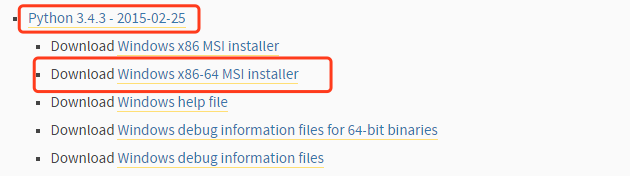 Python 3.4.3 - 2015-02-25
Download Windows x86 MSI installer
Download Windows x86-64 MSI installer
Download Windows help file
Download Windows debug information files for 64-bit binaries
Download Windows debug information files